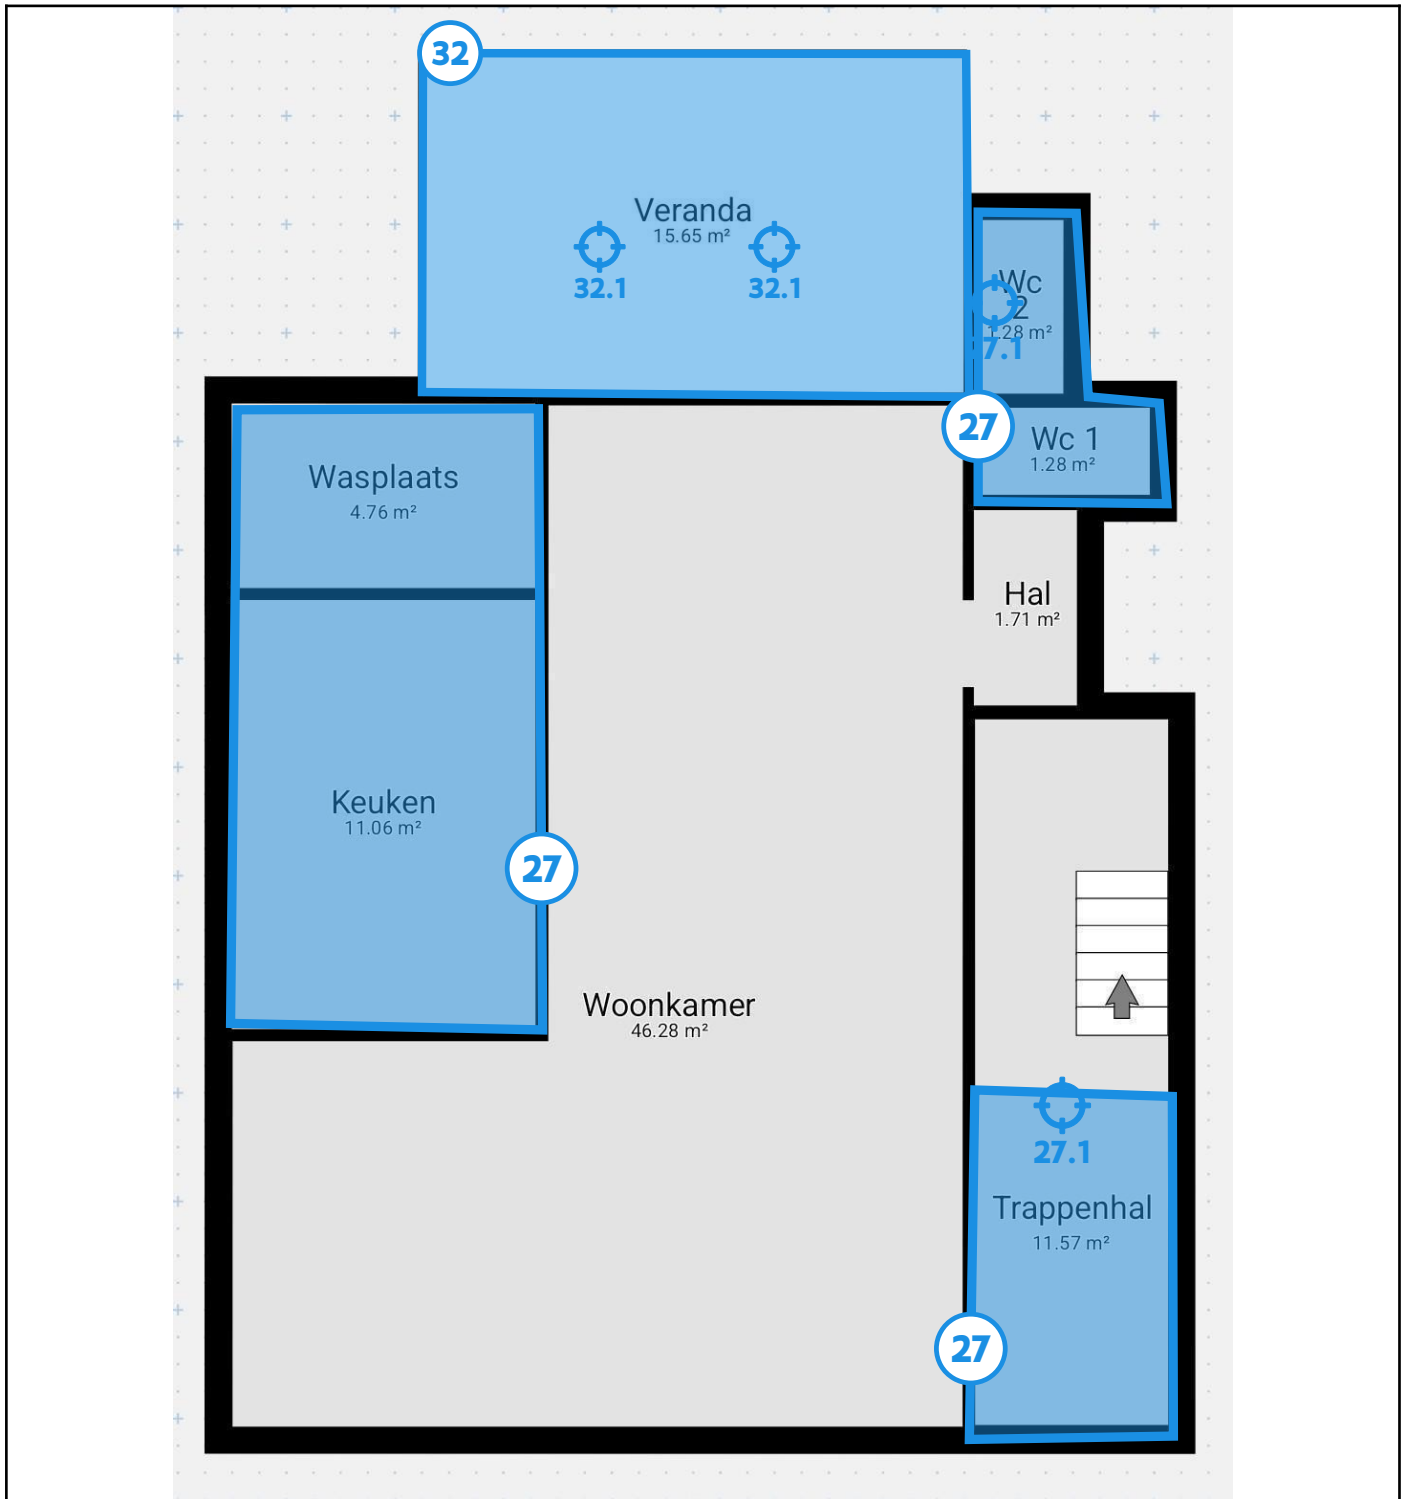 32
Veranda
15.65 m²
32.1
32.1
Wc
2
1.28 m²
7.1
27
Wc 1
1.28 m²
Wasplaats
4.76 m²
Hal
1.71 m²
Keuken
11.06 m²
27
Woonkamer
46.28 m²
27.1
Trappenhal
11.57 m²
27